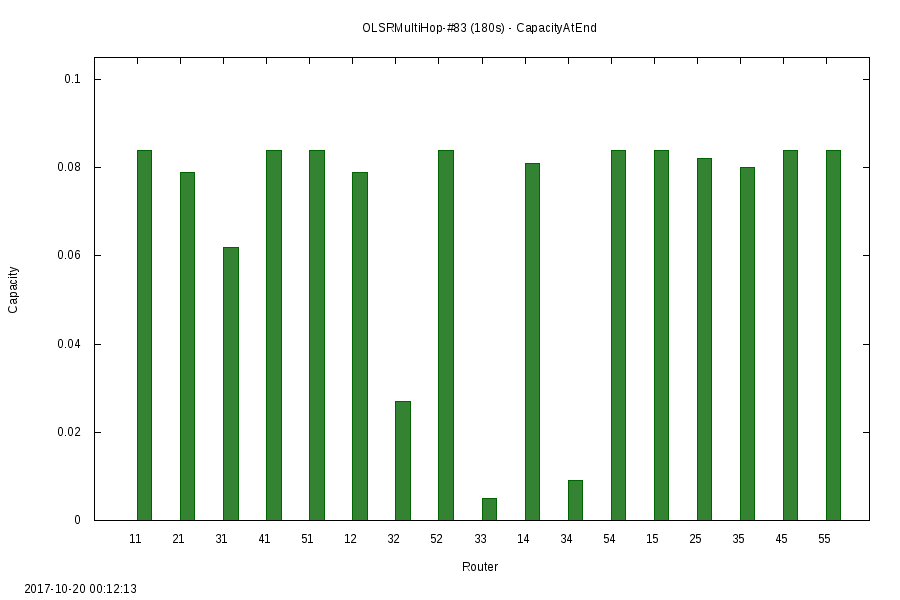 OLSRMultiHop-#83 (180s) - CapacityAtEnd
0.1
0.08
0.06
0.04
0.02
0
Capacity
11 21 31 41 51 12 32 52 33 14 34 54 15 25 35 45 55
Router
2017-10-20 00:12:13